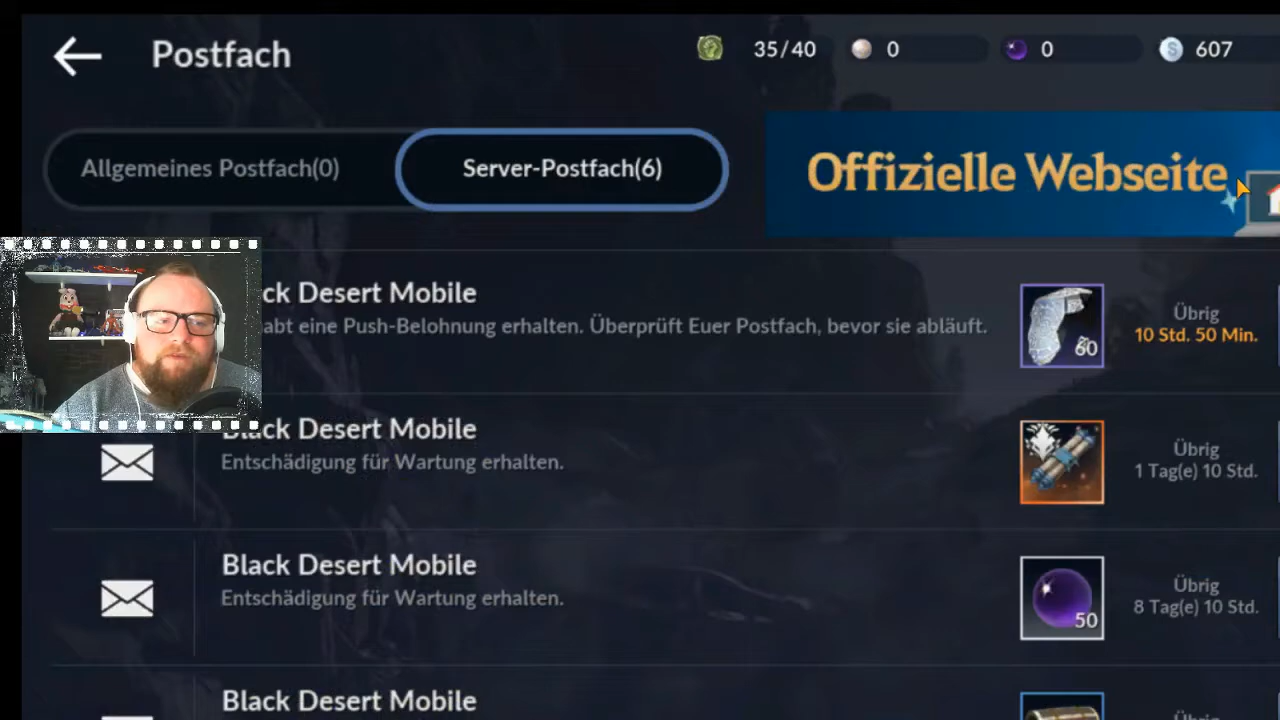 Postfach
35/40
0
0
607
Allgemeines Postfach(0)
Server-Postfach(6)
Offizielle Webseite
ck Desert Mobile
abt eine Push-Belohnung erhalten. Überprüft Euer Postfach, bevor sie abläuft.
60
Übrig
10 Std. 50 Min.
Black Desert Mobile
Entschädigung für Wartung erhalten.
Übrig
1 Tag(e) 10 Std.
Black Desert Mobile
Entschädigung für Wartung erhalten.
50
Übrig
8 Tag(e) 10 Std.
Black Desert Mobile